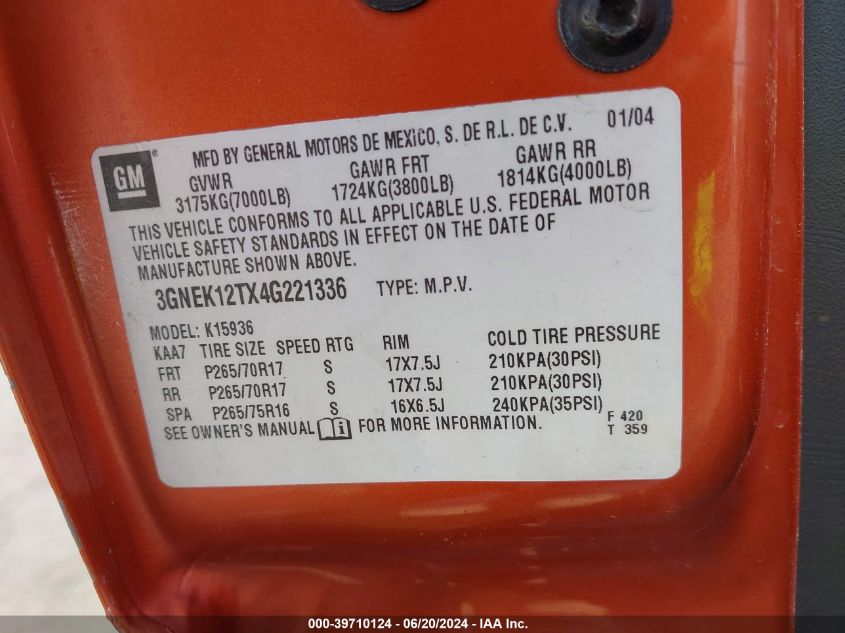 GM ®
MFD BY GENERAL MOTORS DE MEXICO, S. DE R.L. DE C.V. 01/04
GVWR GAWR FRT GAWR RR
3175KG(7000LB) 1724KG(3800LB) 1814KG(4000LB)
THIS VEHICLE CONFORMS TO ALL APPLICABLE U.S. FEDERAL MOTOR
VEHICLE SAFETY STANDARDS IN EFFECT ON THE DATE OF
MANUFACTURE SHOWN ABOVE.
3GNEK12TX4G221336 TYPE: M.P.V.
MODEL: K15936
KAA7 TIRE SIZE SPEED RTG RIM COLD TIRE PRESSURE
FRT P265/70R17 S 17X7.5J 210KPA(30PSI)
RR P265/70R17 S 17X7.5J 210KPA(30PSI)
SPA P265/75R16 S 16X6.5J 240KPA(35PSI)
SEE OWNER'S MANUAL i FOR MORE INFORMATION.
F 420
T 359
000-39710124 - 06/20/2024 - IAA Inc.